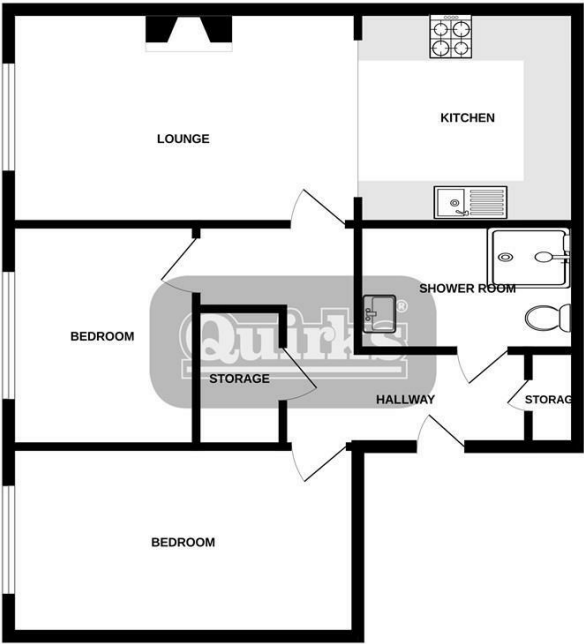 LOUNGE
KITCHEN
SHOWER ROOM
BEDROOM
Quirks®
STORAGE
HALLWAY
STORAG
BEDROOM